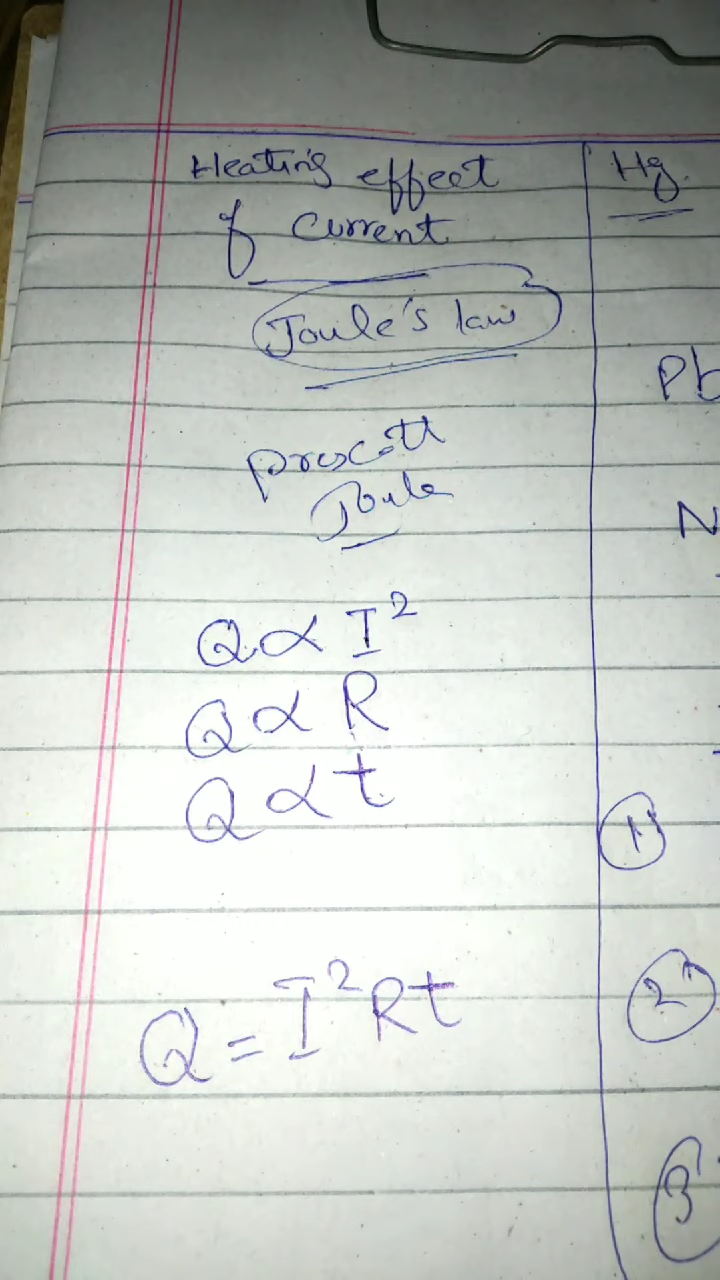 Heating effect
of current
Joule's law
prescott
Joule
Q ∝ I²
Q ∝ R
Q ∝ t
Q = I²Rt
Hg.
Pb
N
1
2
3